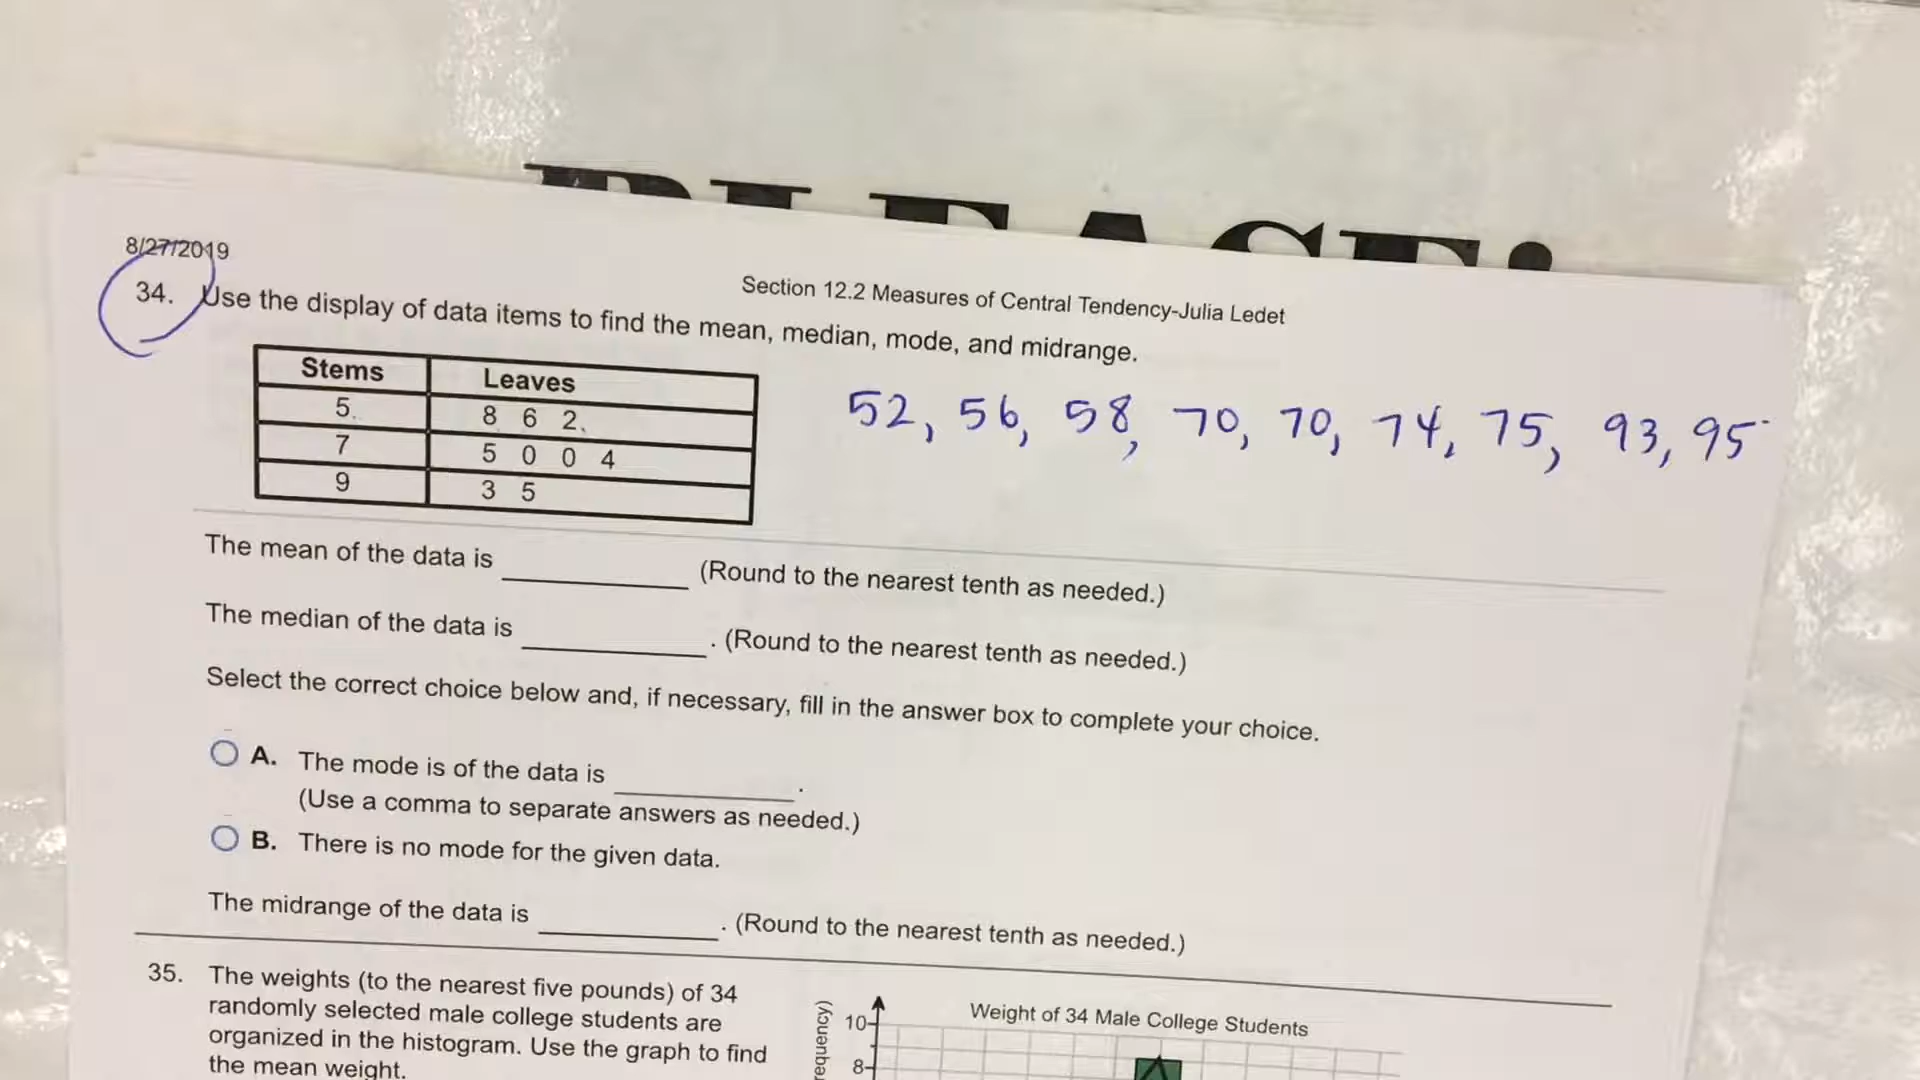 PLEASE!
8/27/2019
Section 12.2 Measures of Central Tendency-Julia Ledet
34. Use the display of data items to find the mean, median, mode, and midrange.
Stems Leaves
5 8 6 2
7 5 0 0 4
9 3 5
52, 56, 58, 70, 70, 74, 75, 93, 95
The mean of the data is __________ (Round to the nearest tenth as needed.)
The median of the data is __________. (Round to the nearest tenth as needed.)
Select the correct choice below and, if necessary, fill in the answer box to complete your choice.
A. The mode is of the data is __________.
(Use a comma to separate answers as needed.)
B. There is no mode for the given data.
The midrange of the data is __________. (Round to the nearest tenth as needed.)
35. The weights (to the nearest five pounds) of 34
randomly selected male college students are
organized in the histogram. Use the graph to find
the mean weight.
Weight of 34 Male College Students
10
8
requency)